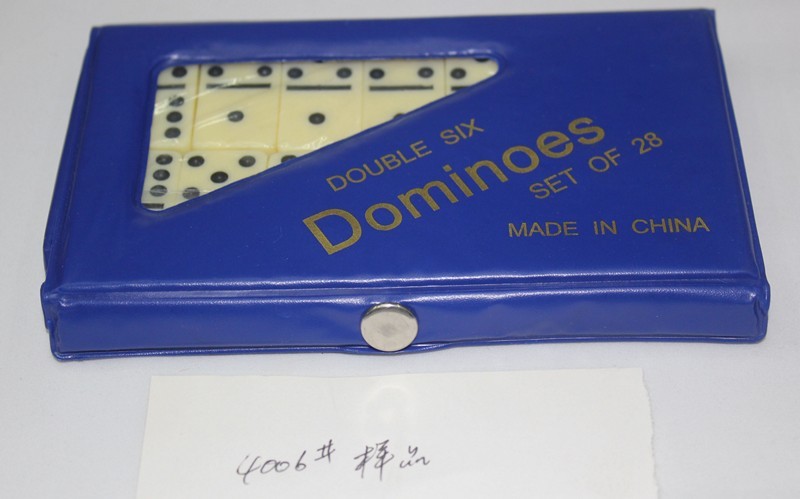 DOUBLE SIX
Dominoes
SET OF 28
MADE IN CHINA
4006# 样品